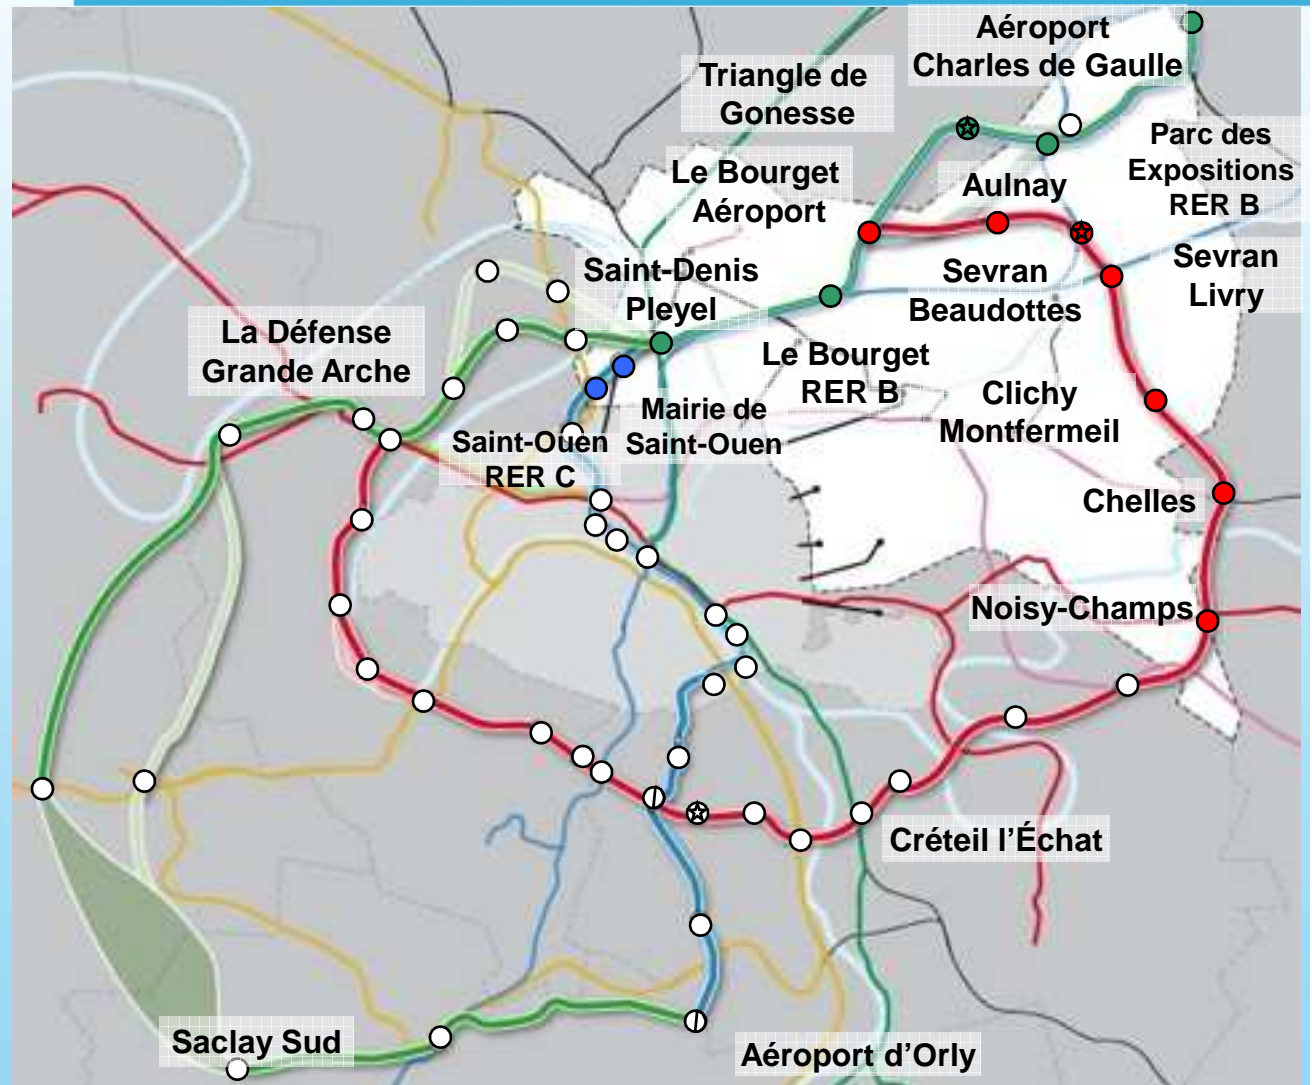 Aéroport
Charles de Gaulle
Triangle de
Gonesse
Parc des
Expositions
RER B
Le Bourget
Aéroport
Aulnay
Sevran
Livry
Saint-Denis
Pleyel
Sevran
Beaudottes
La Défense
Grande Arche
Le Bourget
RER B
Clichy
Montfermeil
Mairie de
Saint-Ouen
Saint-Ouen
RER C
Chelles
Noisy-Champs
Créteil l’Échat
Saclay Sud
Aéroport d’Orly